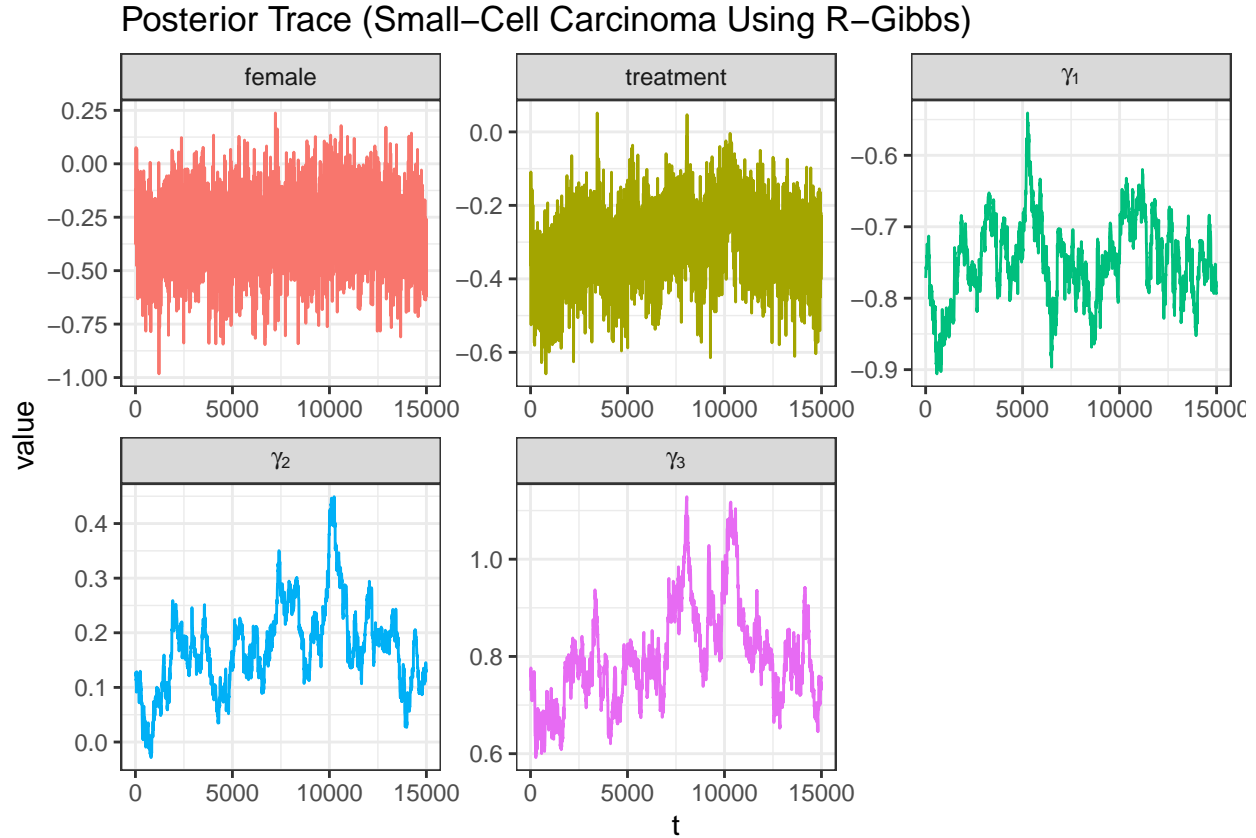 Posterior Trace (Small−Cell Carcinoma Using R−Gibbs)
female
treatment
γ₁
0.25
0.00
−0.25
−0.50
−0.75
−1.00
0 5000 10000 15000
0.0
−0.2
−0.4
−0.6
0 5000 10000 15000
−0.6
−0.7
−0.8
−0.9
0 5000 10000 15000
value
γ₂
γ₃
0.4
0.3
0.2
0.1
0.0
0 5000 10000 15000
1.0
0.8
0.6
0 5000 10000 15000
t